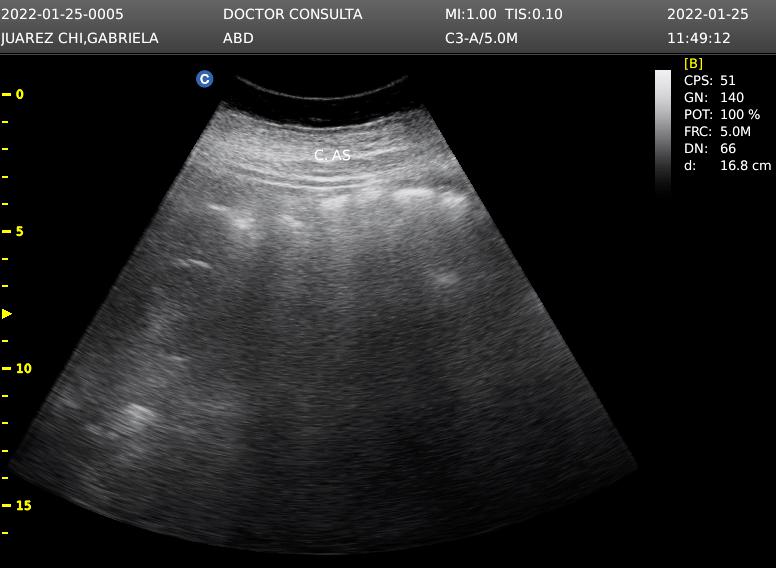 2022-01-25-0005 DOCTOR CONSULTA MI:1.00 TIS:0.10 2022-01-25
JUAREZ CHI,GABRIELA ABD C3-A/5.0M 11:49:12
C
[B]
CPS: 51
GN: 140
POT: 100 %
FRC: 5.0M
DN: 66
d: 16.8 cm
0
C. AS
5
10
15